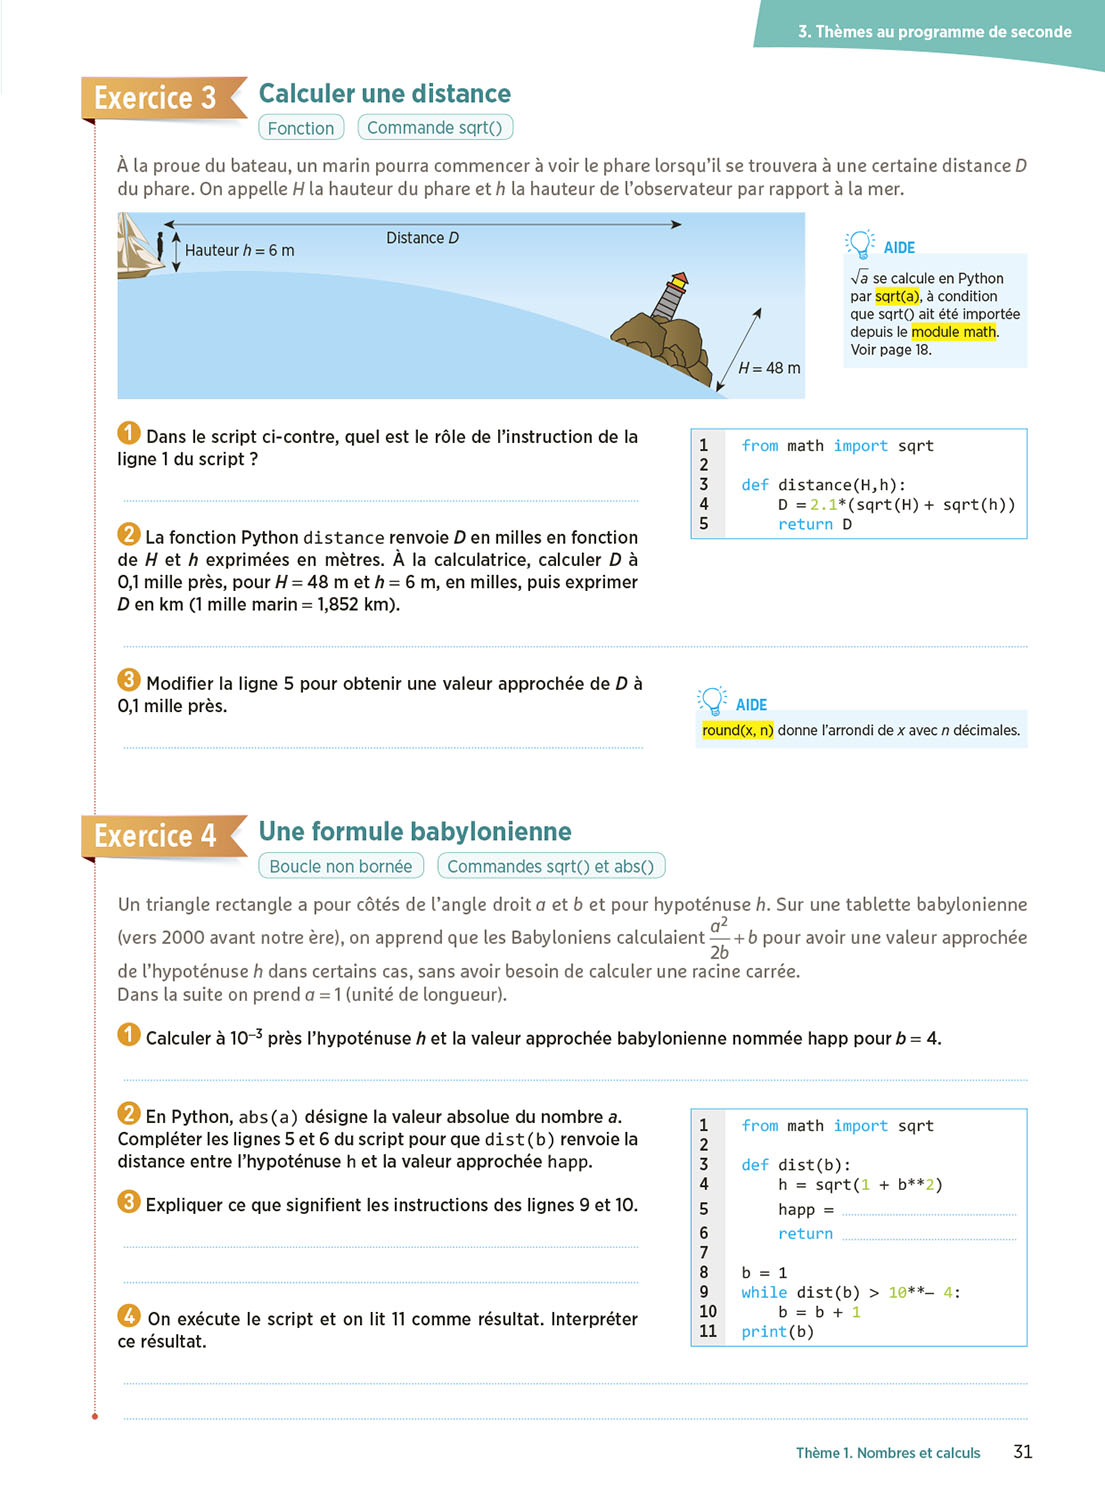 3. Thèmes au programme de seconde
Exercice 3
Calculer une distance
Fonction
Commande sqrt()
À la proue du bateau, un marin pourra commencer à voir le phare lorsqu'il se trouvera à une certaine distance D
du phare. On appelle H la hauteur du phare et h la hauteur de l'observateur par rapport à la mer.
Distance D
Hauteur h = 6 m
H = 48 m
AIDE
√a se calcule en Python
par sqrt(a), à condition
que sqrt() ait été importée
depuis le module math.
Voir page 18.
1 Dans le script ci-contre, quel est le rôle de l'instruction de la
ligne 1 du script ?
1 from math import sqrt
2
3 def distance(H,h):
4 D = 2.1*(sqrt(H) + sqrt(h))
5 return D
2 La fonction Python distance renvoie D en milles en fonction
de H et h exprimées en mètres. À la calculatrice, calculer D à
0,1 mille près, pour H = 48 m et h = 6 m, en milles, puis exprimer
D en km (1 mille marin = 1,852 km).
3 Modifier la ligne 5 pour obtenir une valeur approchée de D à
0,1 mille près.
AIDE
round(x, n) donne l'arrondi de x avec n décimales.
Exercice 4
Une formule babylonienne
Boucle non bornée
Commandes sqrt() et abs()
Un triangle rectangle a pour côtés de l'angle droit a et b et pour hypoténuse h. Sur une tablette babylonienne
(vers 2000 avant notre ère), on apprend que les Babyloniens calculaient a²/2b + b pour avoir une valeur approchée
de l'hypoténuse h dans certains cas, sans avoir besoin de calculer une racine carrée.
Dans la suite on prend a = 1 (unité de longueur).
1 Calculer à 10⁻³ près l'hypoténuse h et la valeur approchée babylonienne nommée happ pour b = 4.
2 En Python, abs(a) désigne la valeur absolue du nombre a.
Compléter les lignes 5 et 6 du script pour que dist(b) renvoie la
distance entre l'hypoténuse h et la valeur approchée happ.
3 Expliquer ce que signifient les instructions des lignes 9 et 10.
4 On exécute le script et on lit 11 comme résultat. Interpréter
ce résultat.
1 from math import sqrt
2
3 def dist(b):
4 h = sqrt(1 + b**2)
5 happ =
6 return
7
8 b = 1
9 while dist(b) > 10**– 4:
10 b = b + 1
11 print(b)
Thème 1. Nombres et calculs 31